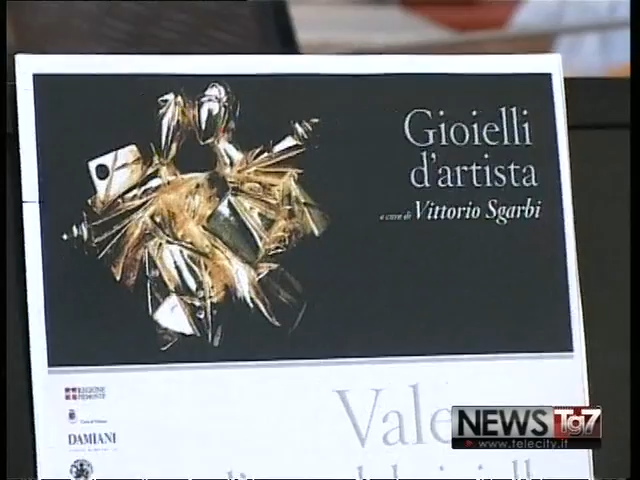 Gioielli
d'artista
a cura di Vittorio Sgarbi
REGIONE
PIEMONTE
DAMIANI
Vale
NEWS Tg7
www.telecity.it